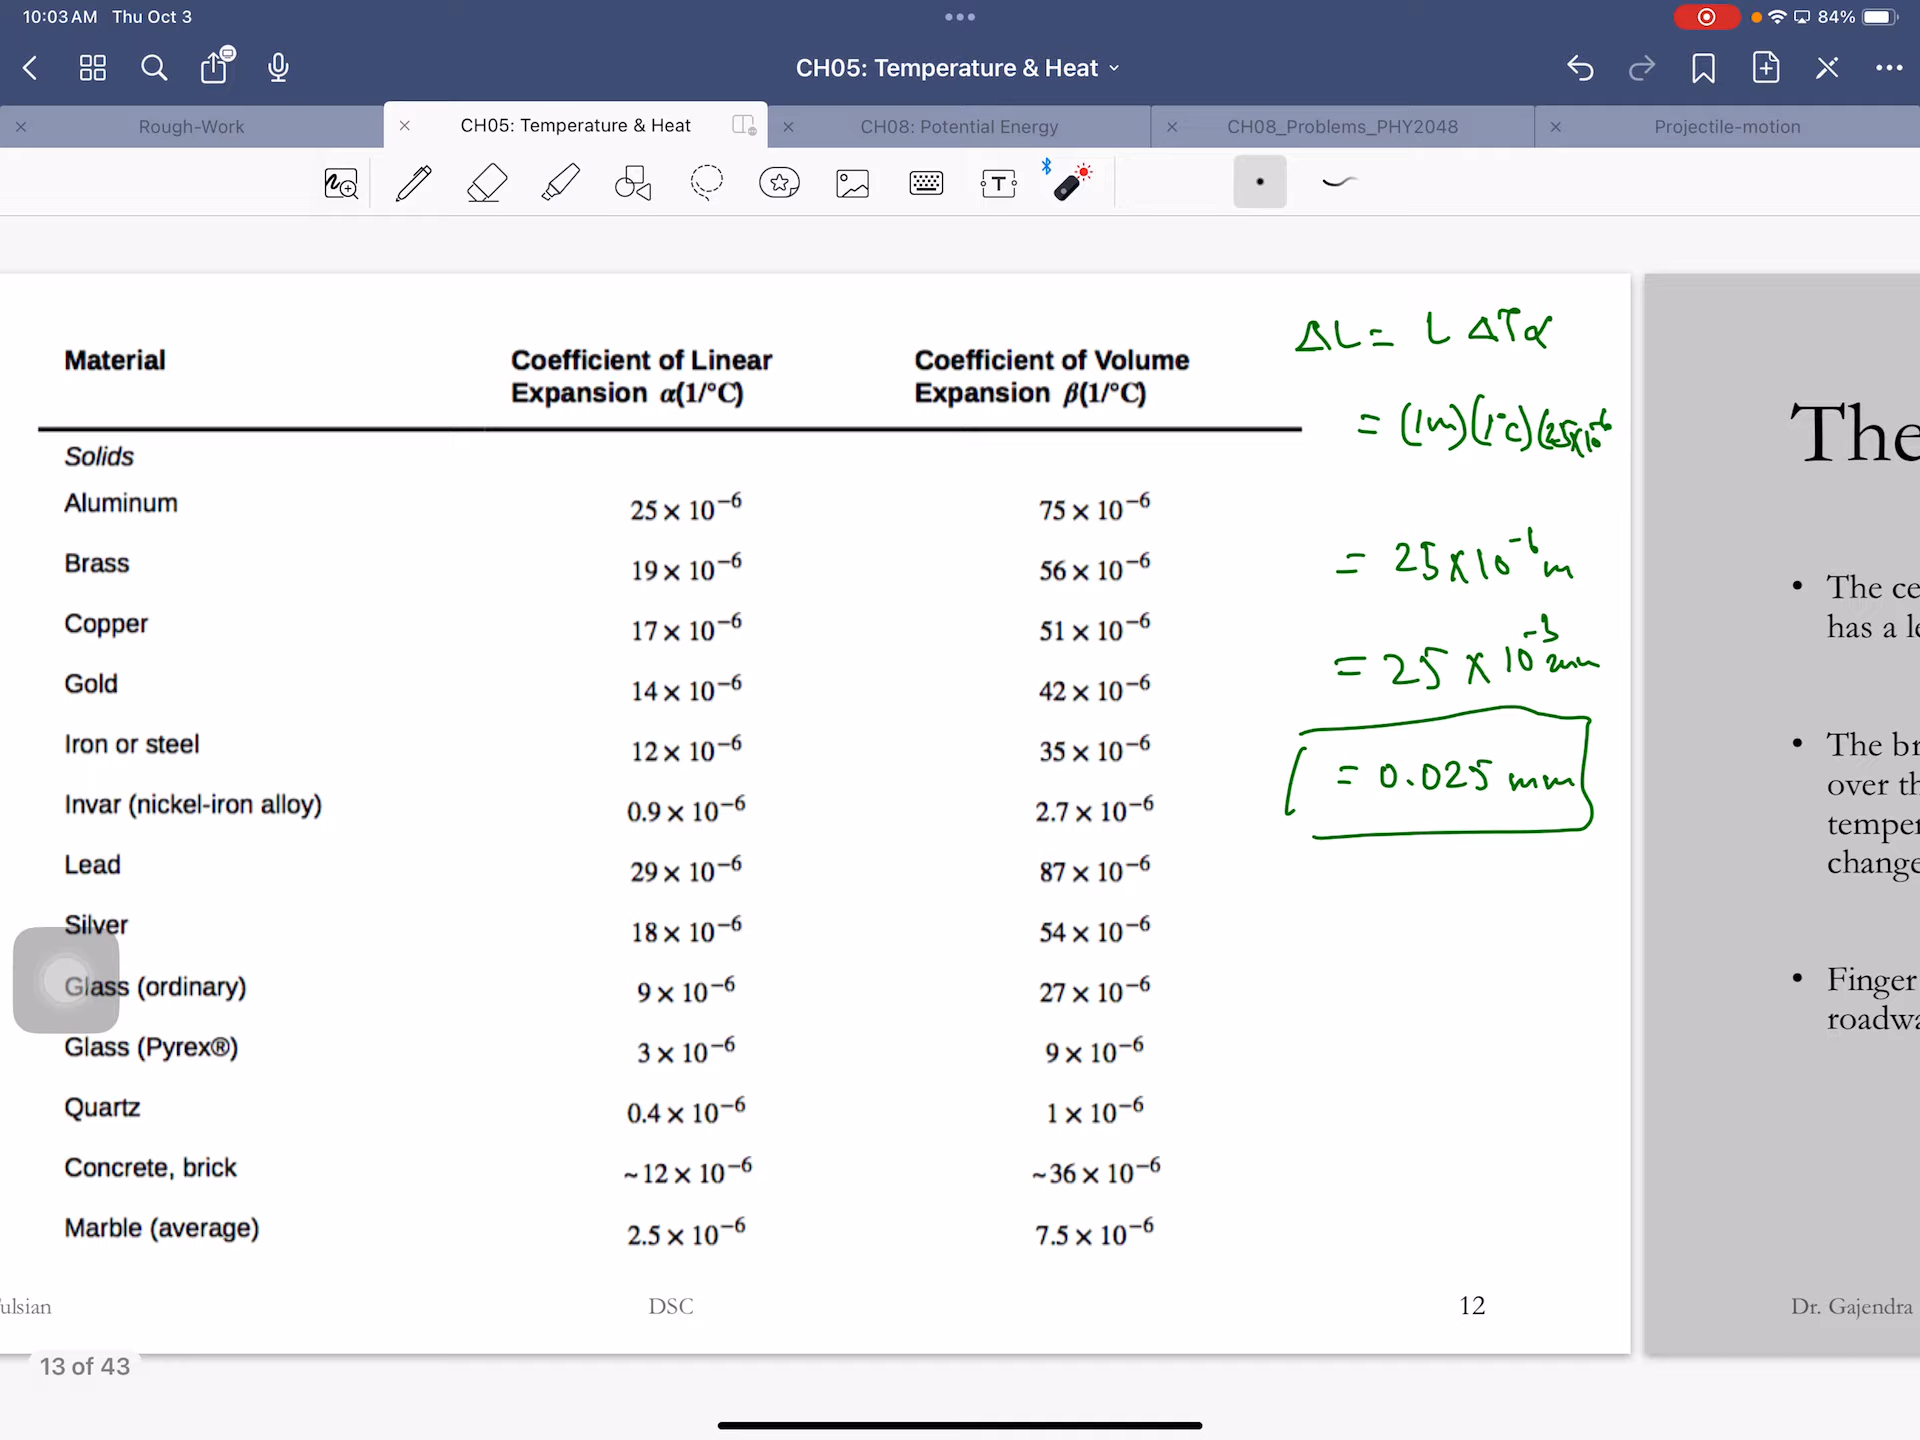 10:03 AM Thu Oct 3
84%
CH05: Temperature & Heat
Rough-Work
CH05: Temperature & Heat
CH08: Potential Energy
CH08_Problems_PHY2048
Projectile-motion
Material Coefficient of Linear Expansion α(1/°C) Coefficient of Volume Expansion β(1/°C)
Solids
Aluminum 25 × 10⁻⁶ 75 × 10⁻⁶
Brass 19 × 10⁻⁶ 56 × 10⁻⁶
Copper 17 × 10⁻⁶ 51 × 10⁻⁶
Gold 14 × 10⁻⁶ 42 × 10⁻⁶
Iron or steel 12 × 10⁻⁶ 35 × 10⁻⁶
Invar (nickel-iron alloy) 0.9 × 10⁻⁶ 2.7 × 10⁻⁶
Lead 29 × 10⁻⁶ 87 × 10⁻⁶
Silver 18 × 10⁻⁶ 54 × 10⁻⁶
Glass (ordinary) 9 × 10⁻⁶ 27 × 10⁻⁶
Glass (Pyrex®) 3 × 10⁻⁶ 9 × 10⁻⁶
Quartz 0.4 × 10⁻⁶ 1 × 10⁻⁶
Concrete, brick ~12 × 10⁻⁶ ~36 × 10⁻⁶
Marble (average) 2.5 × 10⁻⁶ 7.5 × 10⁻⁶
ΔL = L ΔT α
= (1m)(1°C)(25×10⁻⁶
= 25 × 10⁻⁶ m
= 25 × 10⁻³ mm
= 0.025 mm
ulsian DSC 12
13 of 43
The
• The ce
has a le
• The br
over th
temper
change
• Finger
roadwa
Dr. Gajendra